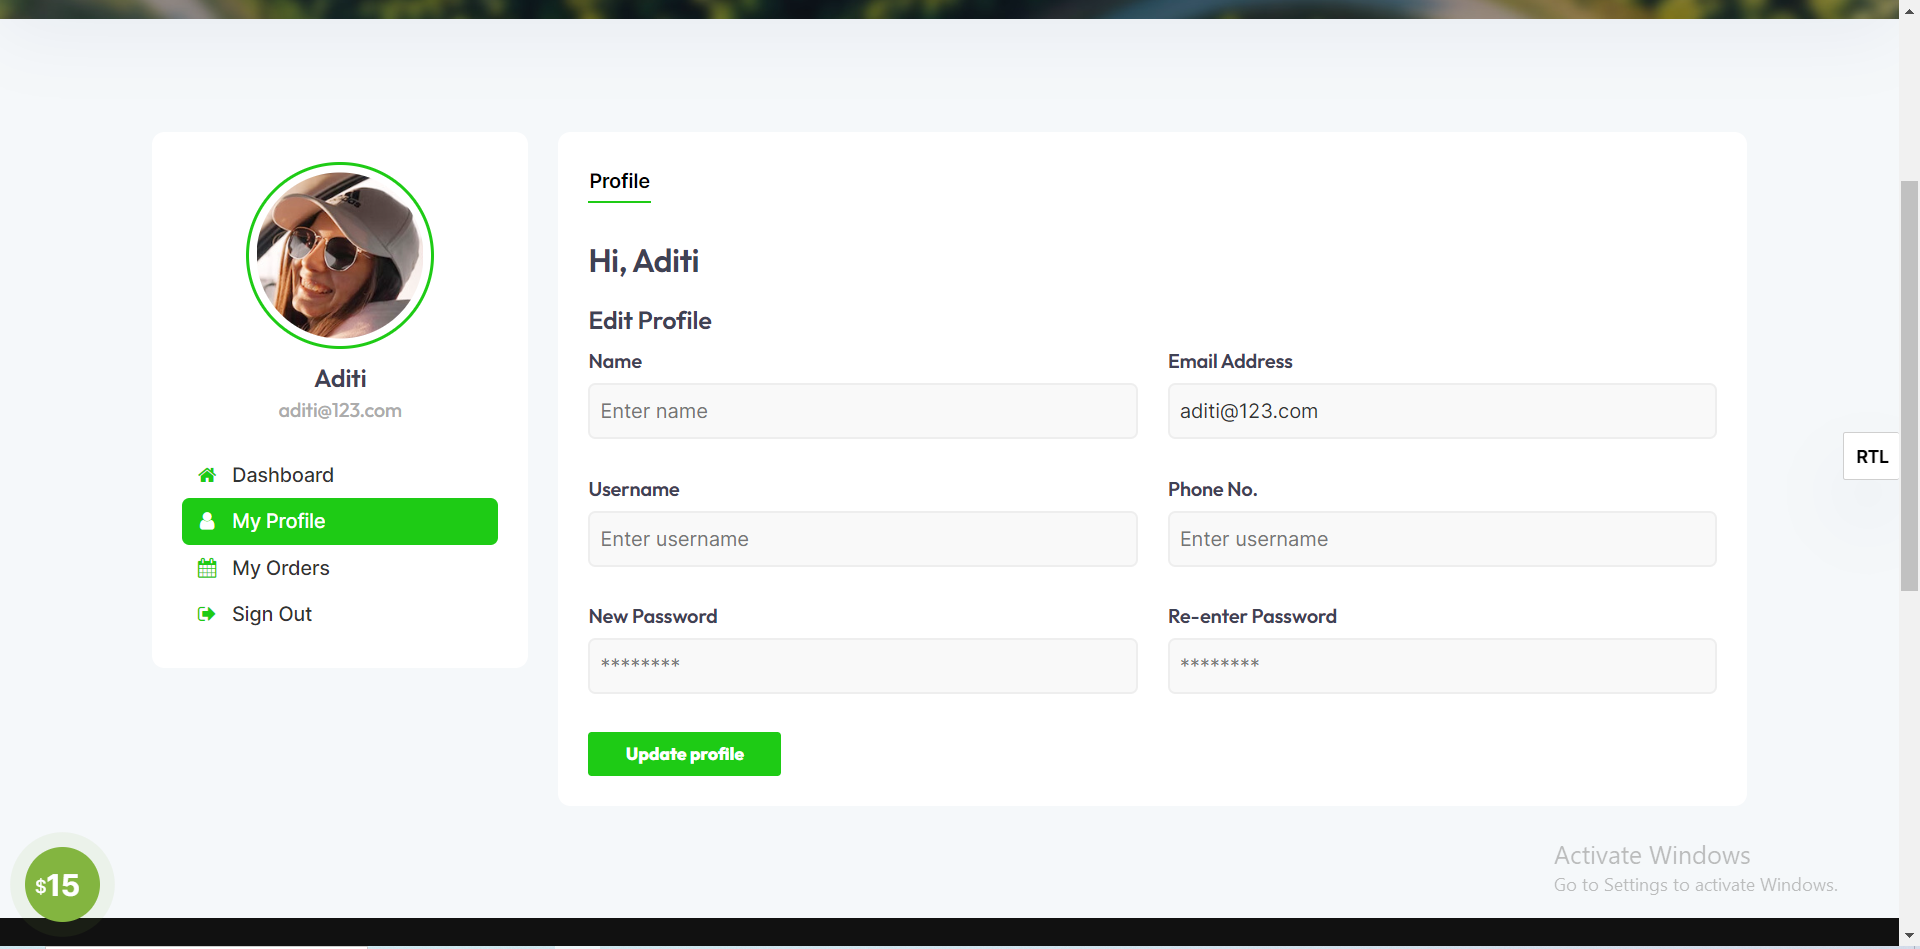 Aditi
aditi@123.com
Dashboard
My Profile
My Orders
Sign Out
Profile
Hi, Aditi
Edit Profile
Name
Enter name
Email Address
aditi@123.com
Username
Enter username
Phone No.
Enter username
New Password
********
Re-enter Password
********
Update profile
RTL
$15
Activate Windows
Go to Settings to activate Windows.